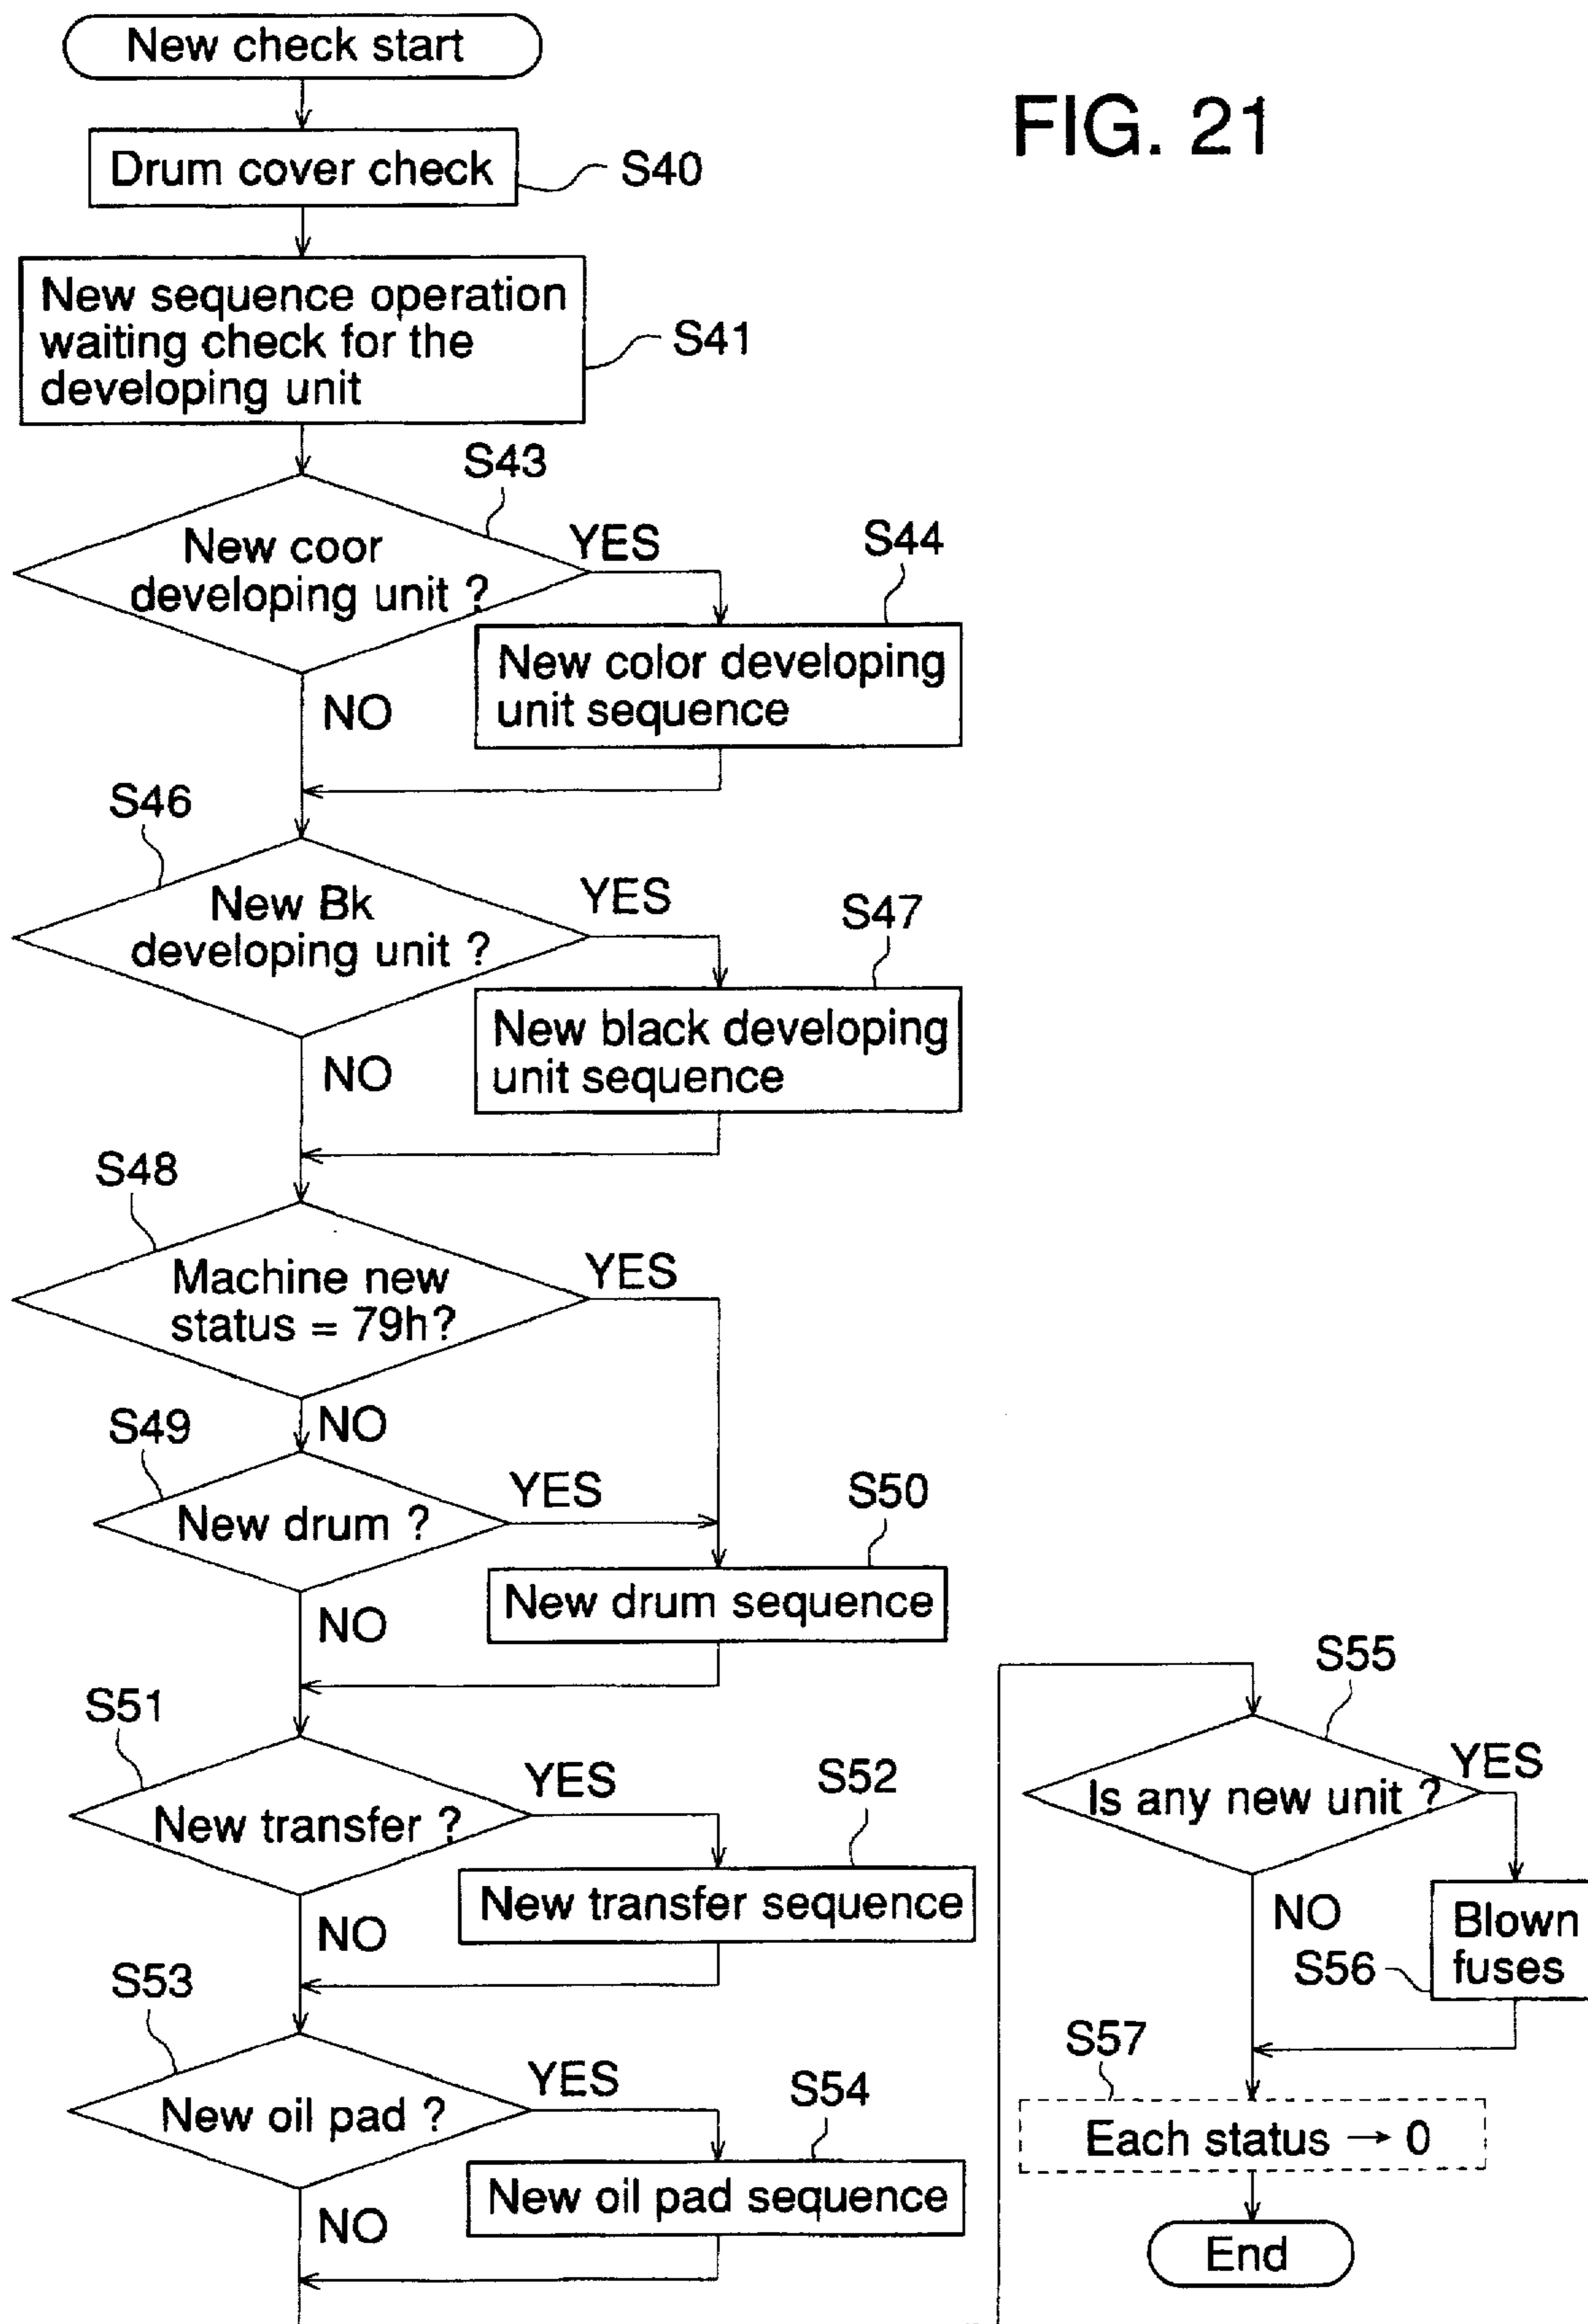 New check start
FIG. 21
Drum cover check
S40
New sequence operation
waiting check for the
developing unit
S41
S43
New coor
developing unit ?
YES
S44
New color developing
unit sequence
NO
S46
New Bk
developing unit ?
YES
S47
New black developing
unit sequence
NO
S48
Machine new
status = 79h?
YES
NO
S49
New drum ?
YES
S50
New drum sequence
NO
S51
New transfer ?
YES
S52
New transfer sequence
NO
S53
New oil pad ?
YES
S54
New oil pad sequence
NO
S55
Is any new unit ?
YES
NO
Blown
fuses
S56
S57
Each status → 0
End